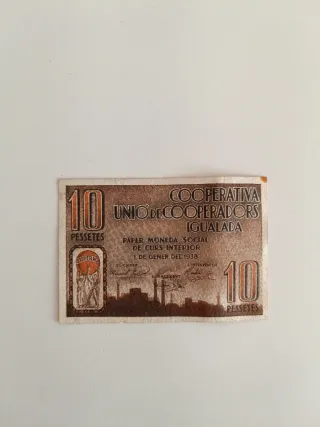 COOPERATIVA
UNIÓ DE COOPERADORS
IGUALADA
10
PESSETES
PAPER MONEDA SOCIAL
DE CURS INTERIOR
1 DE GENER DEL 1938
10
PESSETES